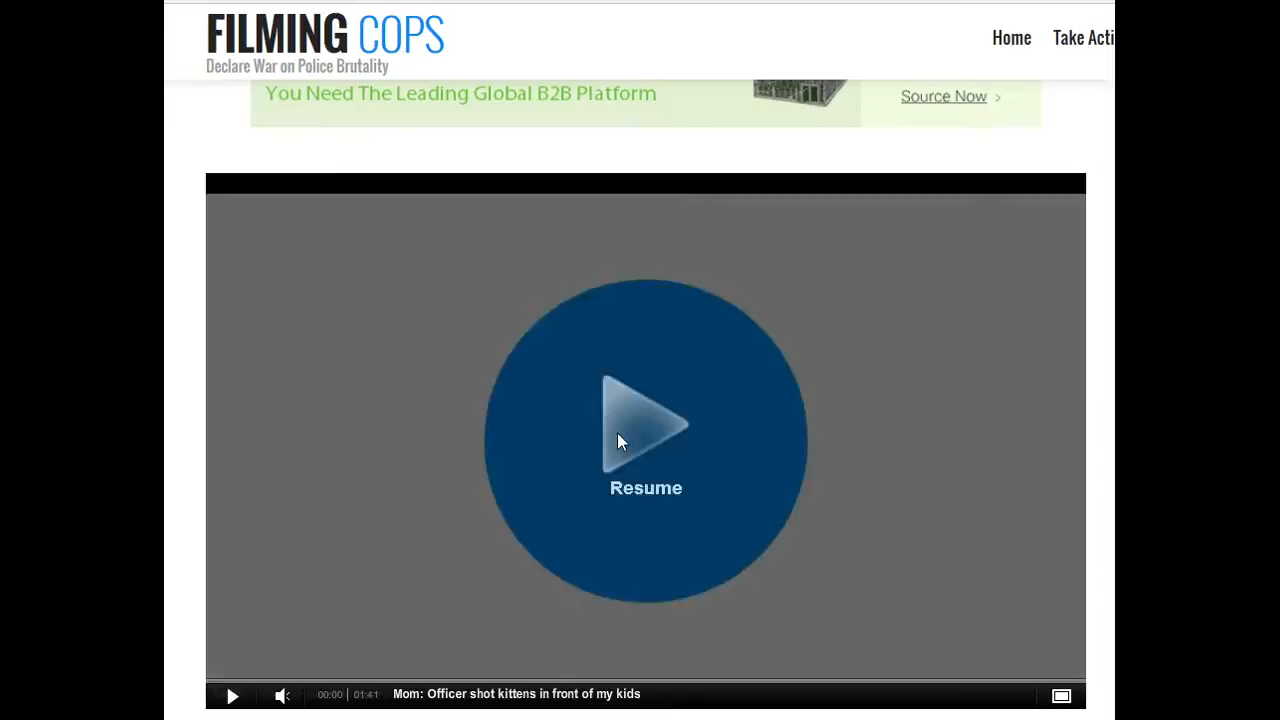 FILMING COPS
Declare War on Police Brutality
Home
Take Acti
You Need The Leading Global B2B Platform
Source Now
Resume
00:00 | 01:41
Mom: Officer shot kittens in front of my kids